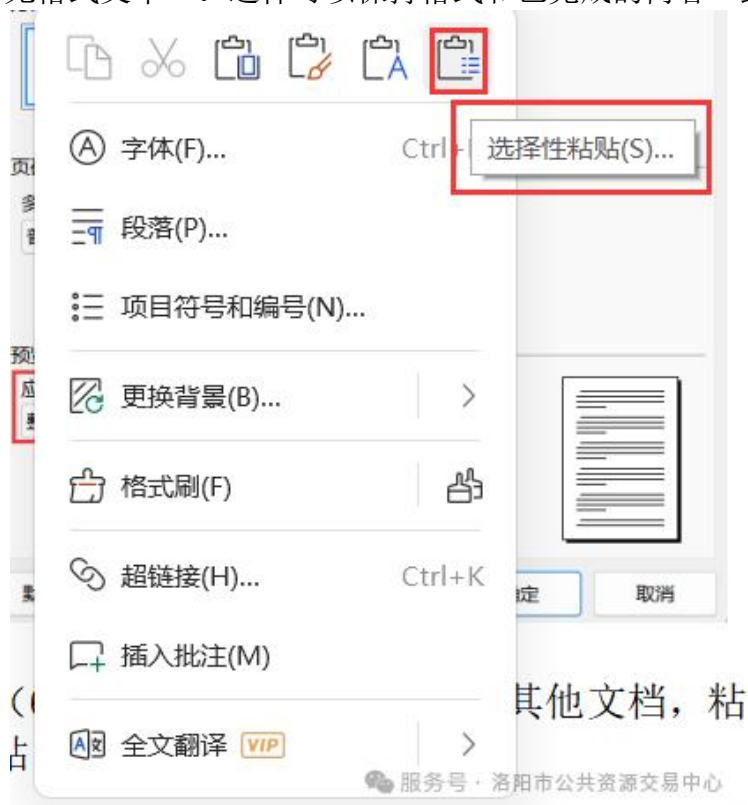 字体(F)...
选择性粘贴(S)...
段落(P)...
项目符号和编号(N)...
更换背景(B)...
格式刷(F)
超链接(H)... Ctrl+K
取消
插入批注(M)
其他文档，粘
全文翻译 VIP
服务号·洛阳市公共资源交易中心